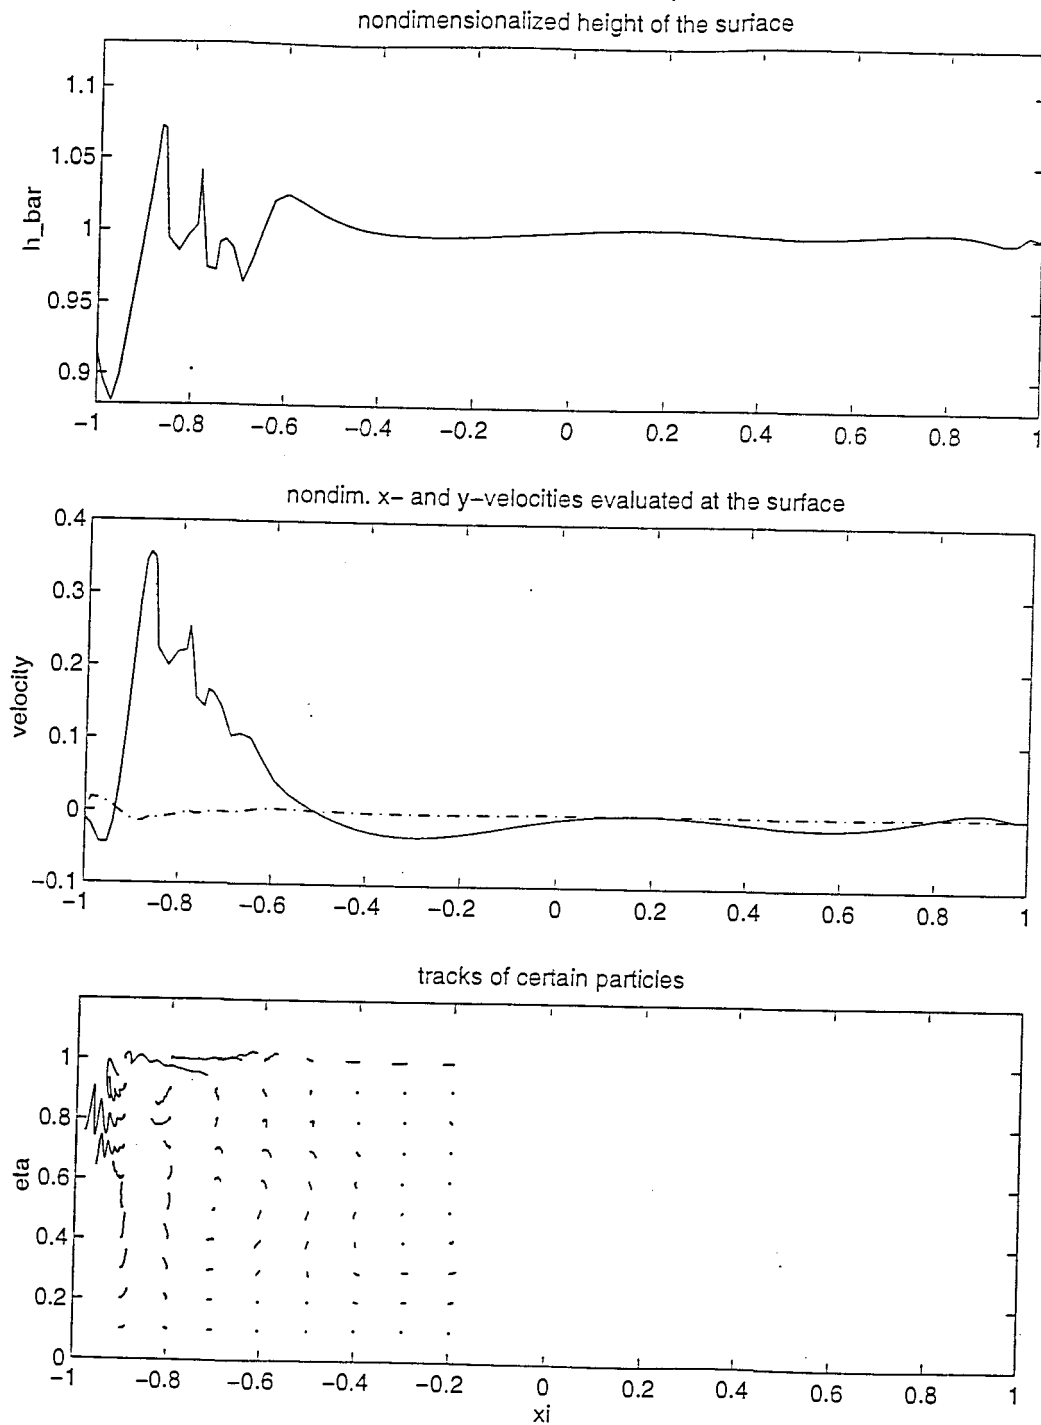 nondimensionalized height of the surface
1.1
1.05
1
0.95
0.9
h_bar
−1 −0.8 −0.6 −0.4 −0.2 0 0.2 0.4 0.6 0.8 1
nondim. x− and y−velocities evaluated at the surface
0.4
0.3
0.2
0.1
0
−0.1
velocity
−1 −0.8 −0.6 −0.4 −0.2 0 0.2 0.4 0.6 0.8 1
tracks of certain particles
1
0.8
0.6
0.4
0.2
0
eta
−1 −0.8 −0.6 −0.4 −0.2 0 0.2 0.4 0.6 0.8 1
xi